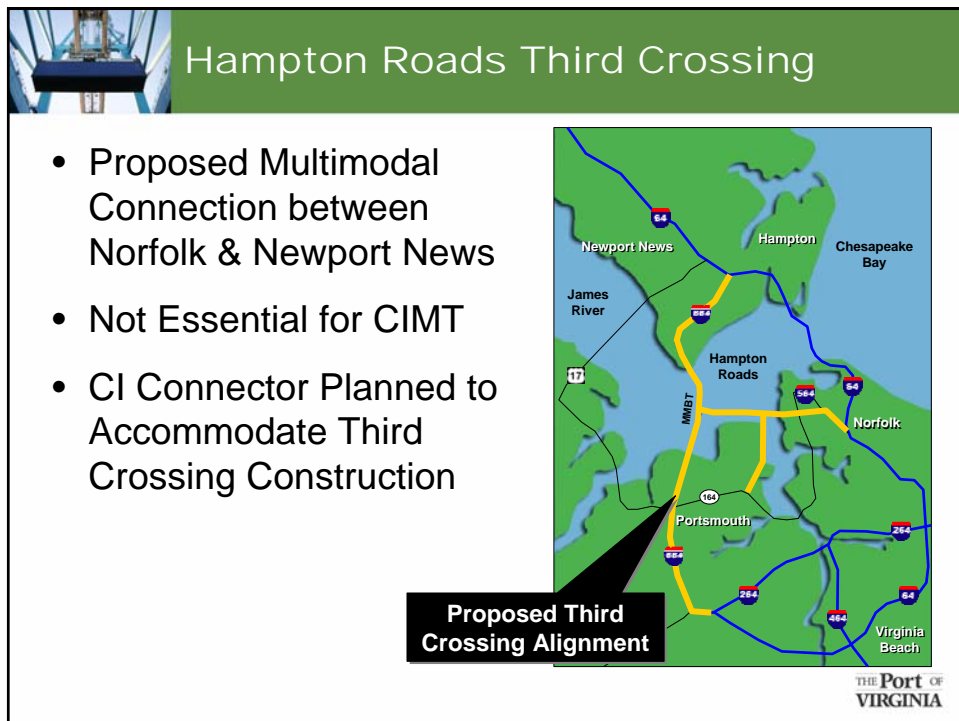 Hampton Roads Third Crossing
• Proposed Multimodal
Connection between
Norfolk & Newport News
• Not Essential for CIMT
• CI Connector Planned to
Accommodate Third
Crossing Construction
64
Newport News
Hampton
Chesapeake
Bay
James
River
664
Hampton
Roads
17
MMBT
564
64
Norfolk
164
Portsmouth
264
664
264
64
464
Virginia
Beach
Proposed Third
Crossing Alignment
THE Port OF
VIRGINIA